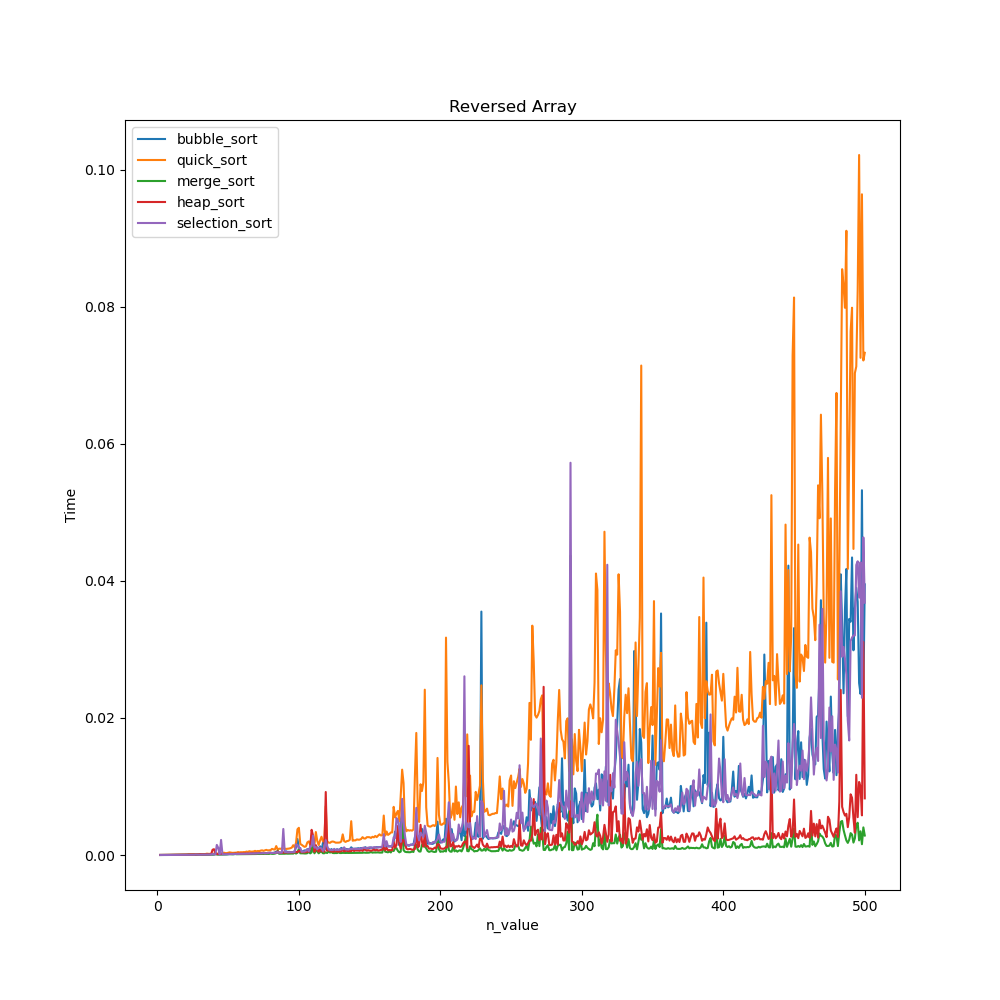 Reversed Array
bubble_sort
quick_sort
merge_sort
heap_sort
selection_sort
0.10
0.08
0.06
0.04
0.02
0.00
Time
0 100 200 300 400 500
n_value